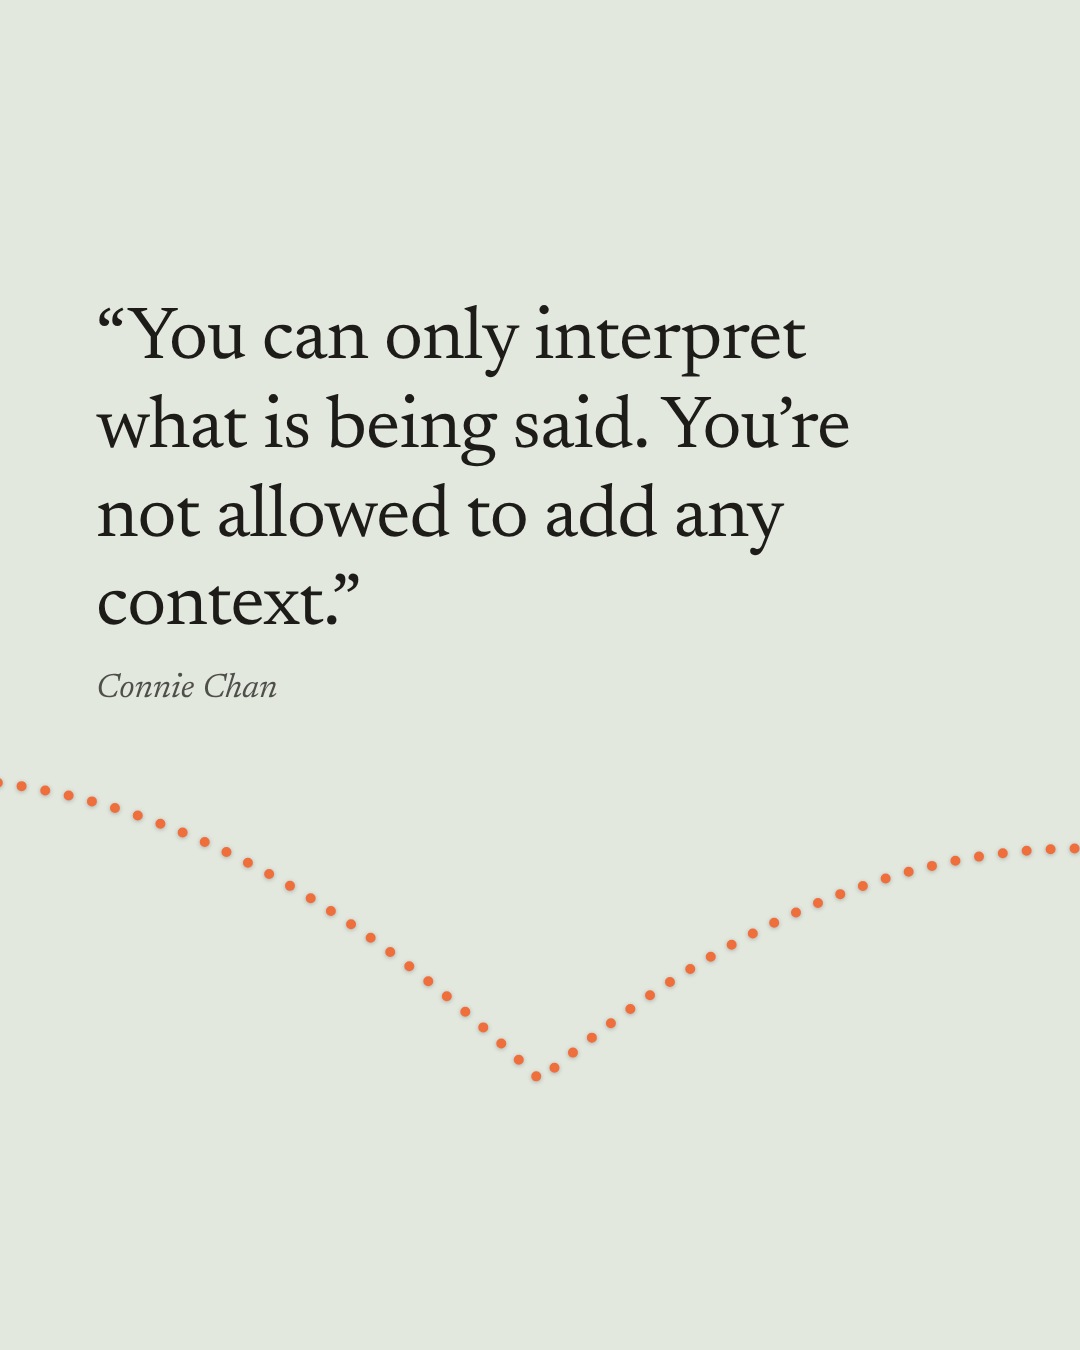 “You can only interpret
what is being said. You’re
not allowed to add any
context.”
Connie Chan